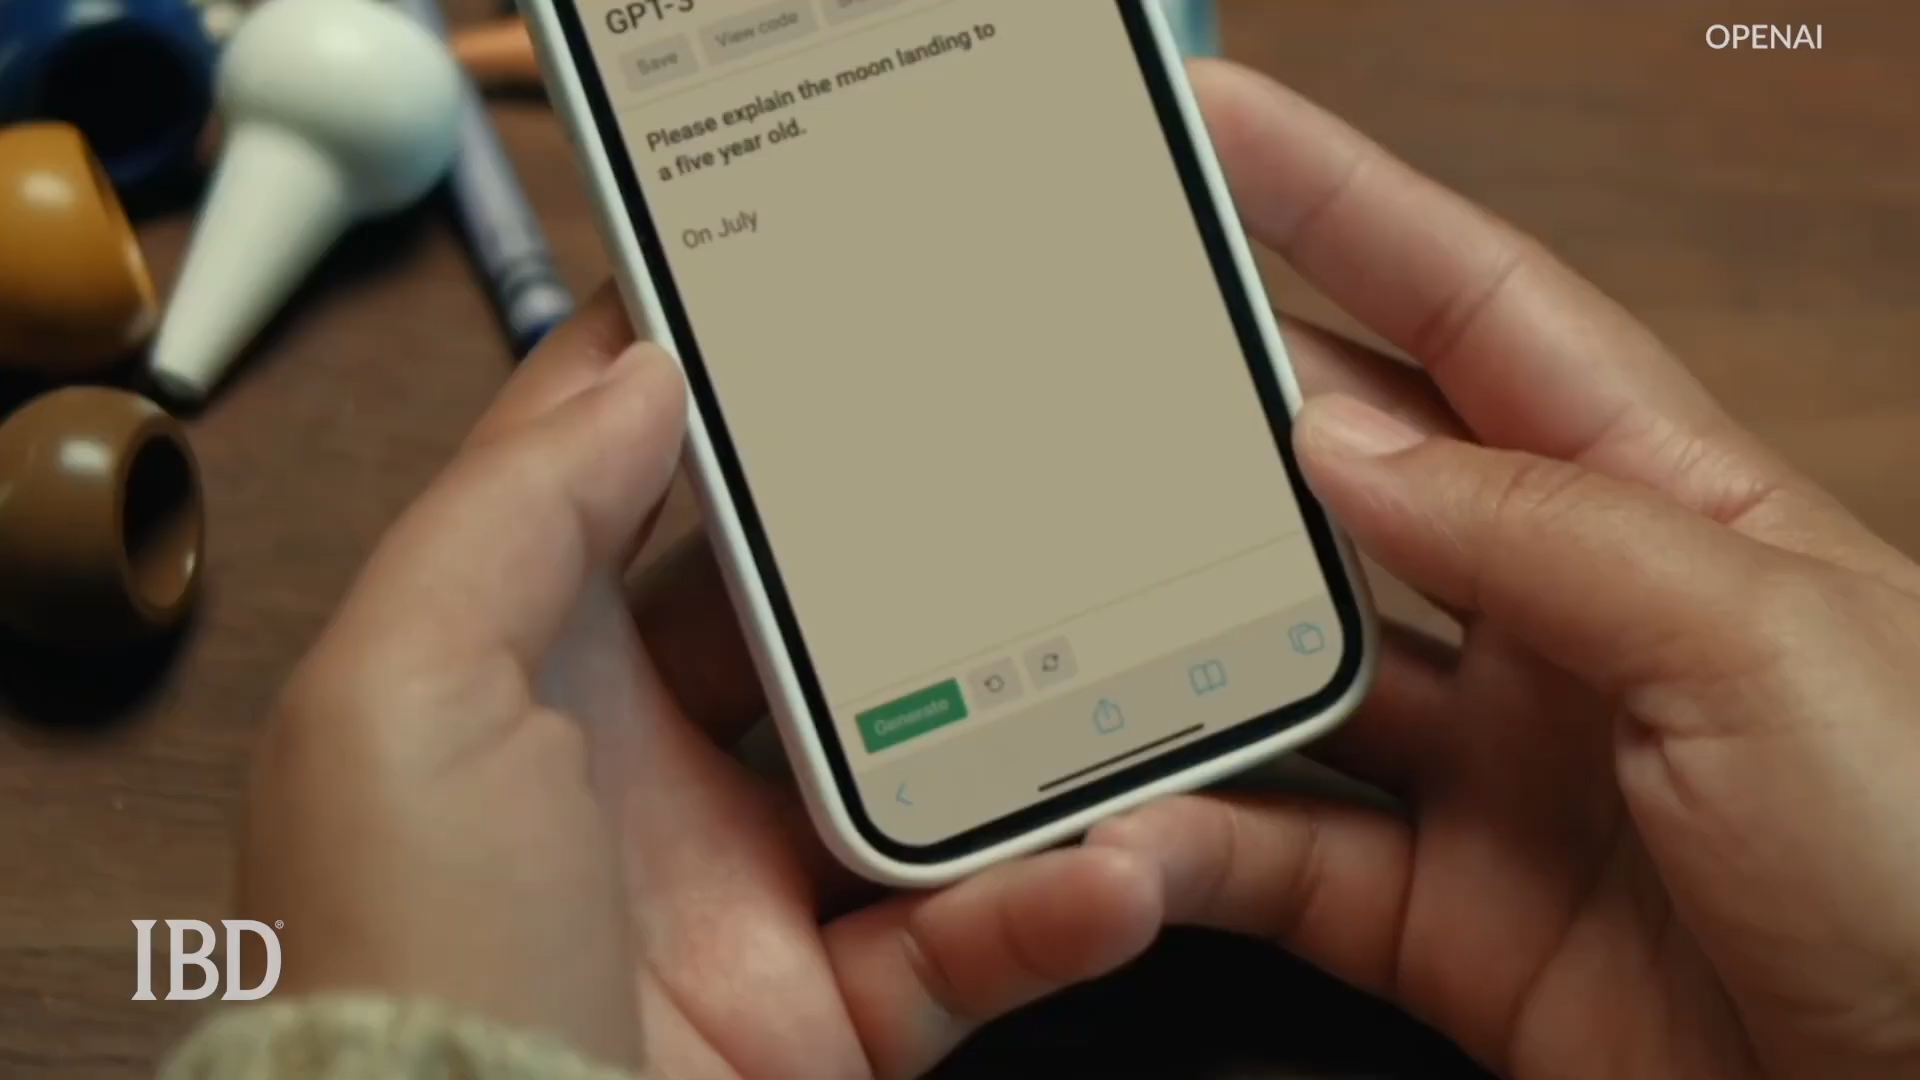 OPENAI
GPT-3
Save
View code
Please explain the moon landing to
a five year old.
On July
Generate
IBD®